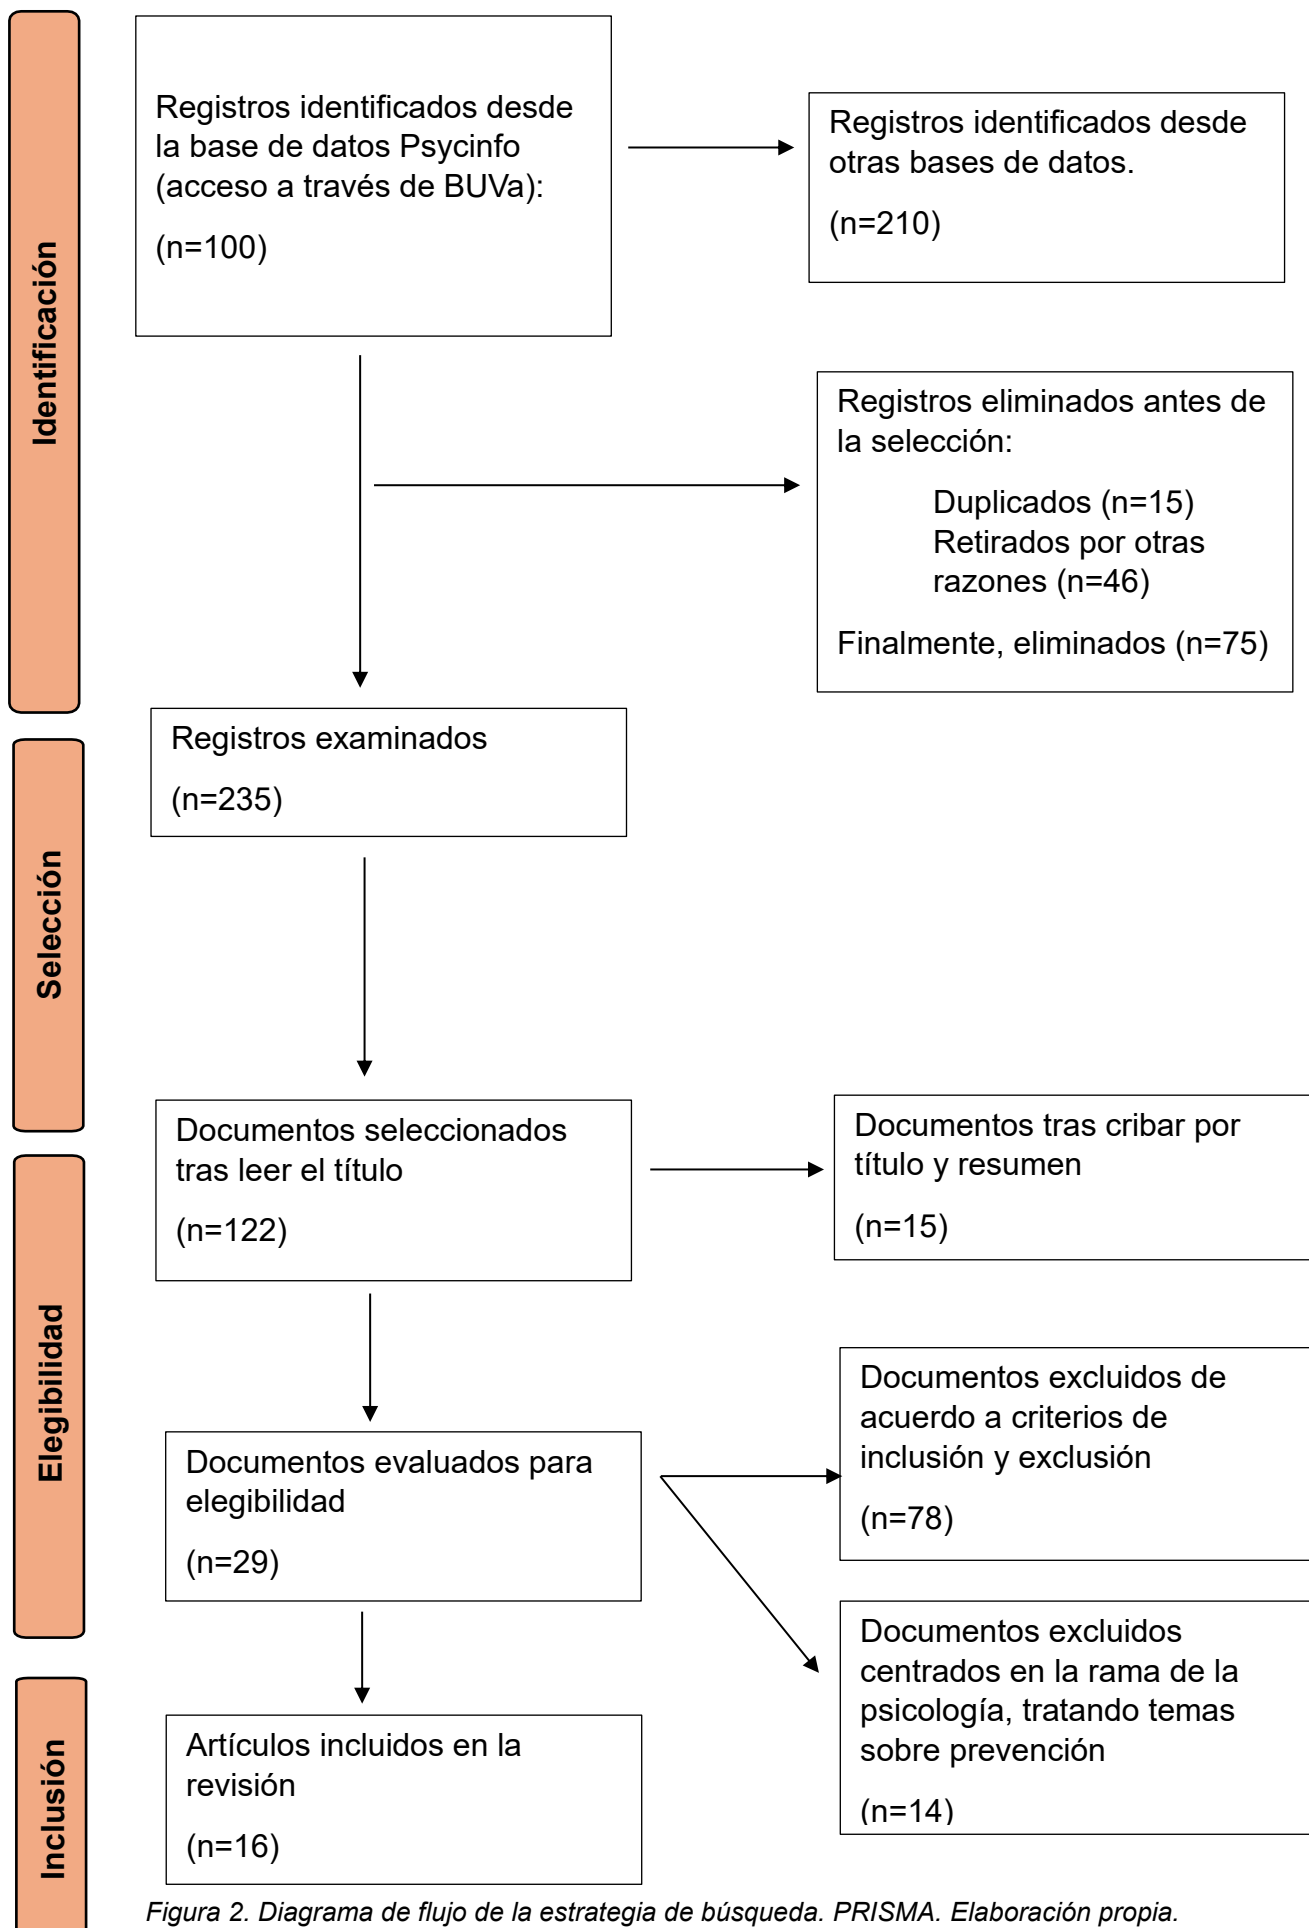 Identificación
Registros identificados desde
la base de datos Psycinfo
(acceso a través de BUVa):
(n=100)
Registros identificados desde
otras bases de datos.
(n=210)
Registros eliminados antes de
la selección:
Duplicados (n=15)
Retirados por otras
razones (n=46)
Finalmente, eliminados (n=75)
Selección
Registros examinados
(n=235)
Documentos seleccionados
tras leer el título
(n=122)
Documentos tras cribar por
título y resumen
(n=15)
Elegibilidad
Documentos evaluados para
elegibilidad
(n=29)
Documentos excluidos de
acuerdo a criterios de
inclusión y exclusión
(n=78)
Documentos excluidos
centrados en la rama de la
psicología, tratando temas
sobre prevención
(n=14)
Inclusión
Artículos incluidos en la
revisión
(n=16)
Figura 2. Diagrama de flujo de la estrategia de búsqueda. PRISMA. Elaboración propia.